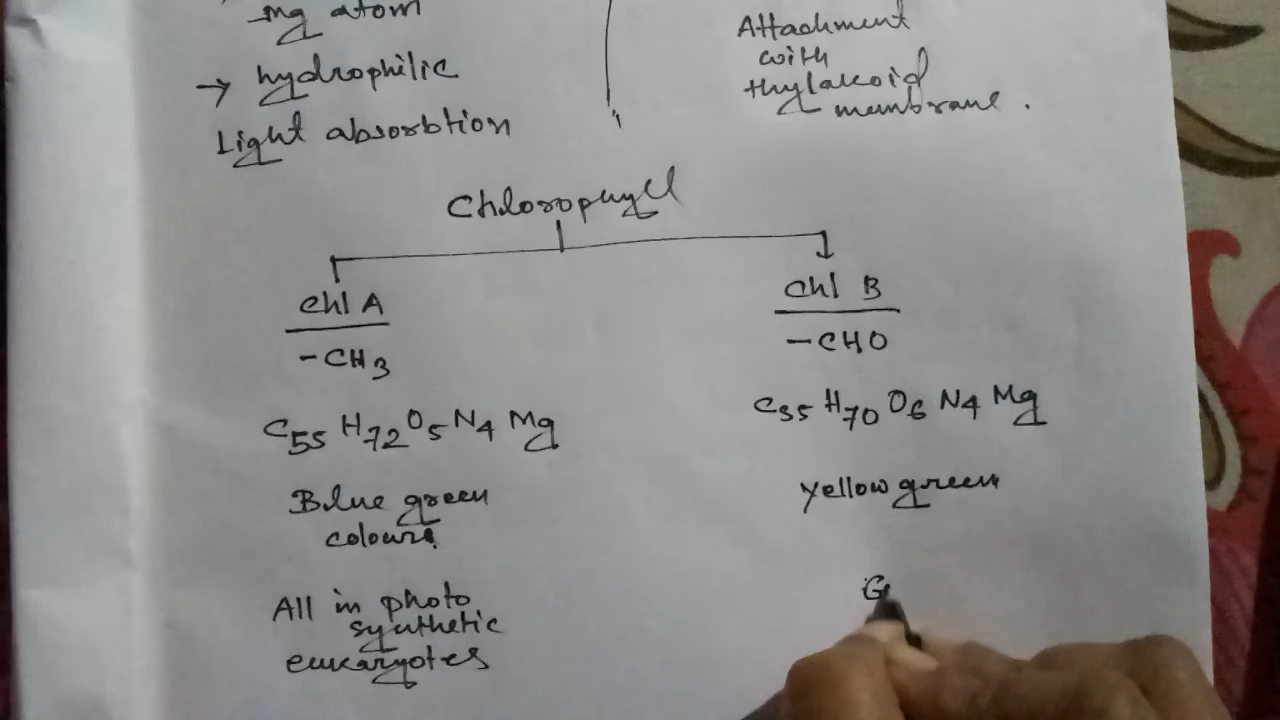 Mg atom
→ hydrophilic
Light absorbtion
Attachment
with
thylakoid
membrane.
Chlorophyll
Chl A
-CH3
C55 H72 O5 N4 Mg
Blue green
colour.
All in photo
synthetic
eukaryotes
Chl B
-CHO
C55 H70 O6 N4 Mg
Yellow green
G